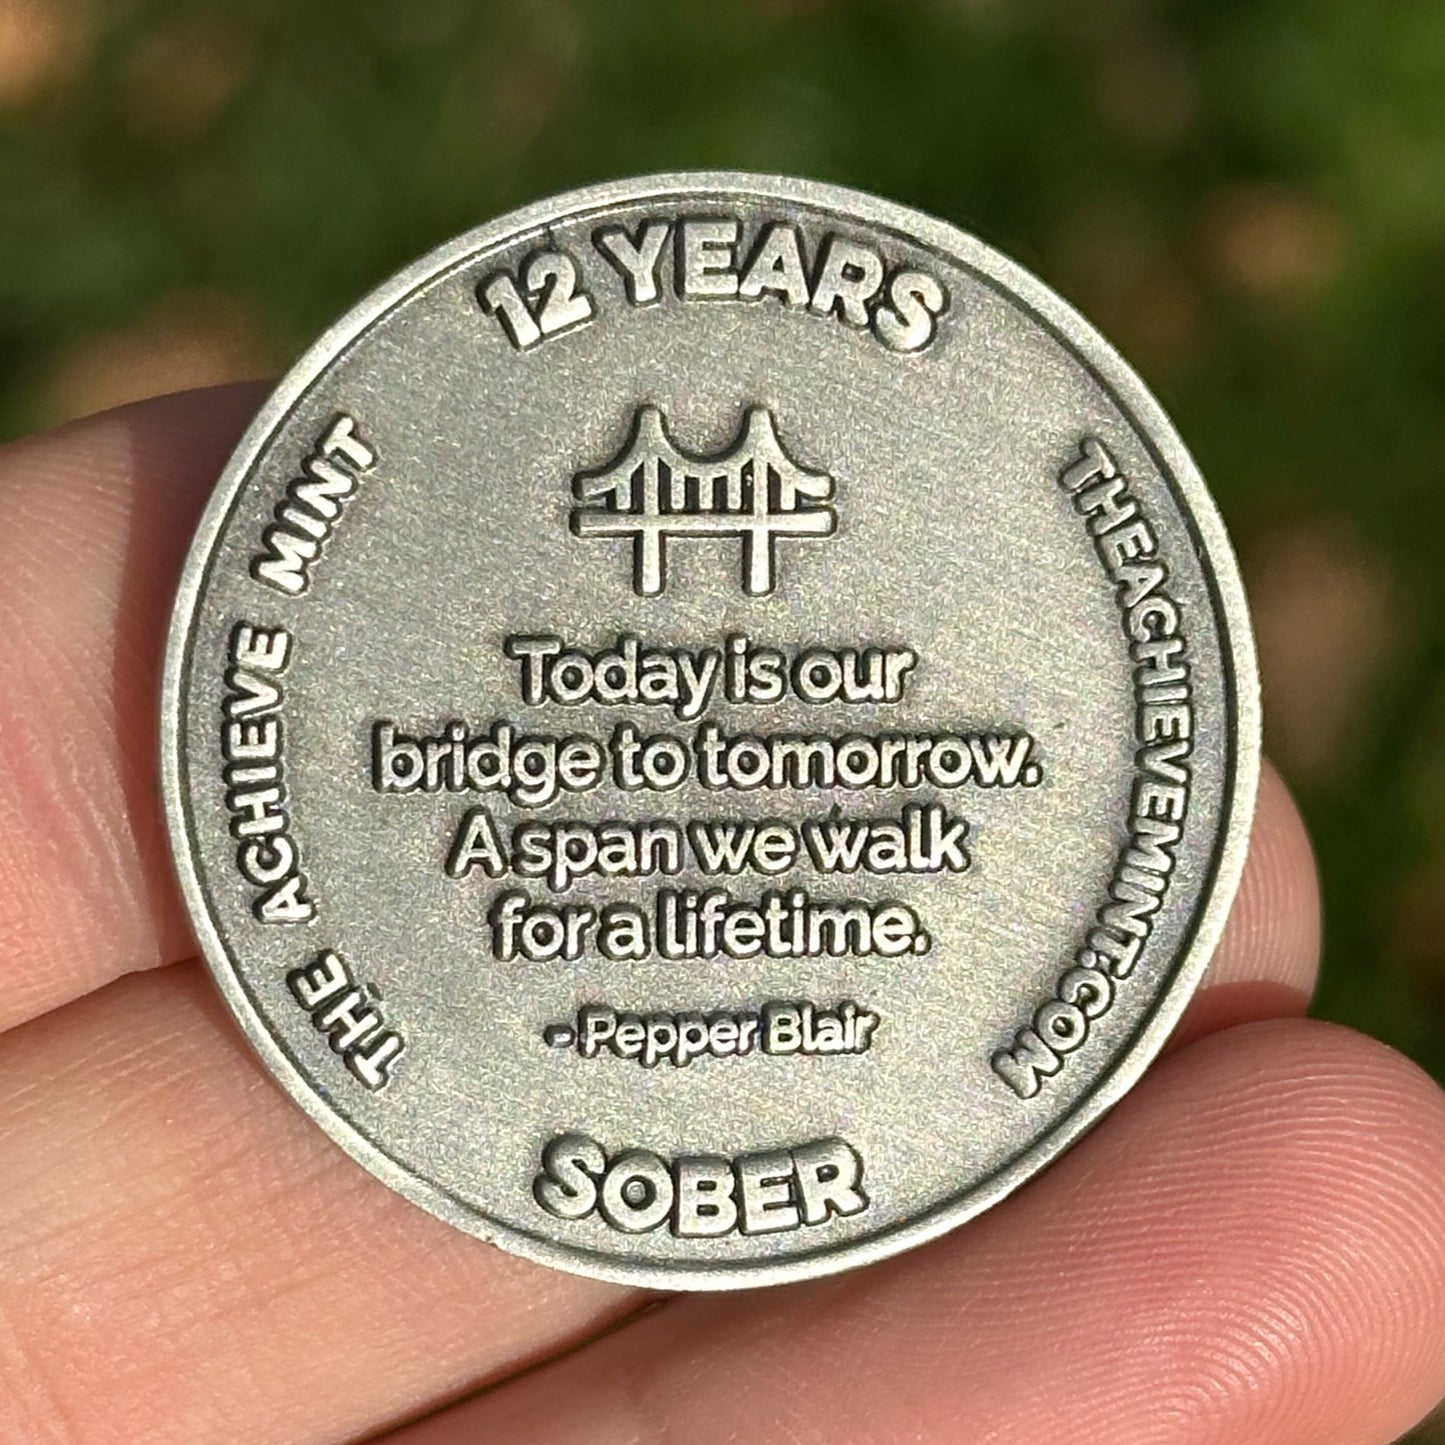 12 YEARS
THE ACHIEVE MINT
THEACHIEVEMINT.COM
Today is our
bridge to tomorrow.
A span we walk
for a lifetime.
- Pepper Blair
SOBER